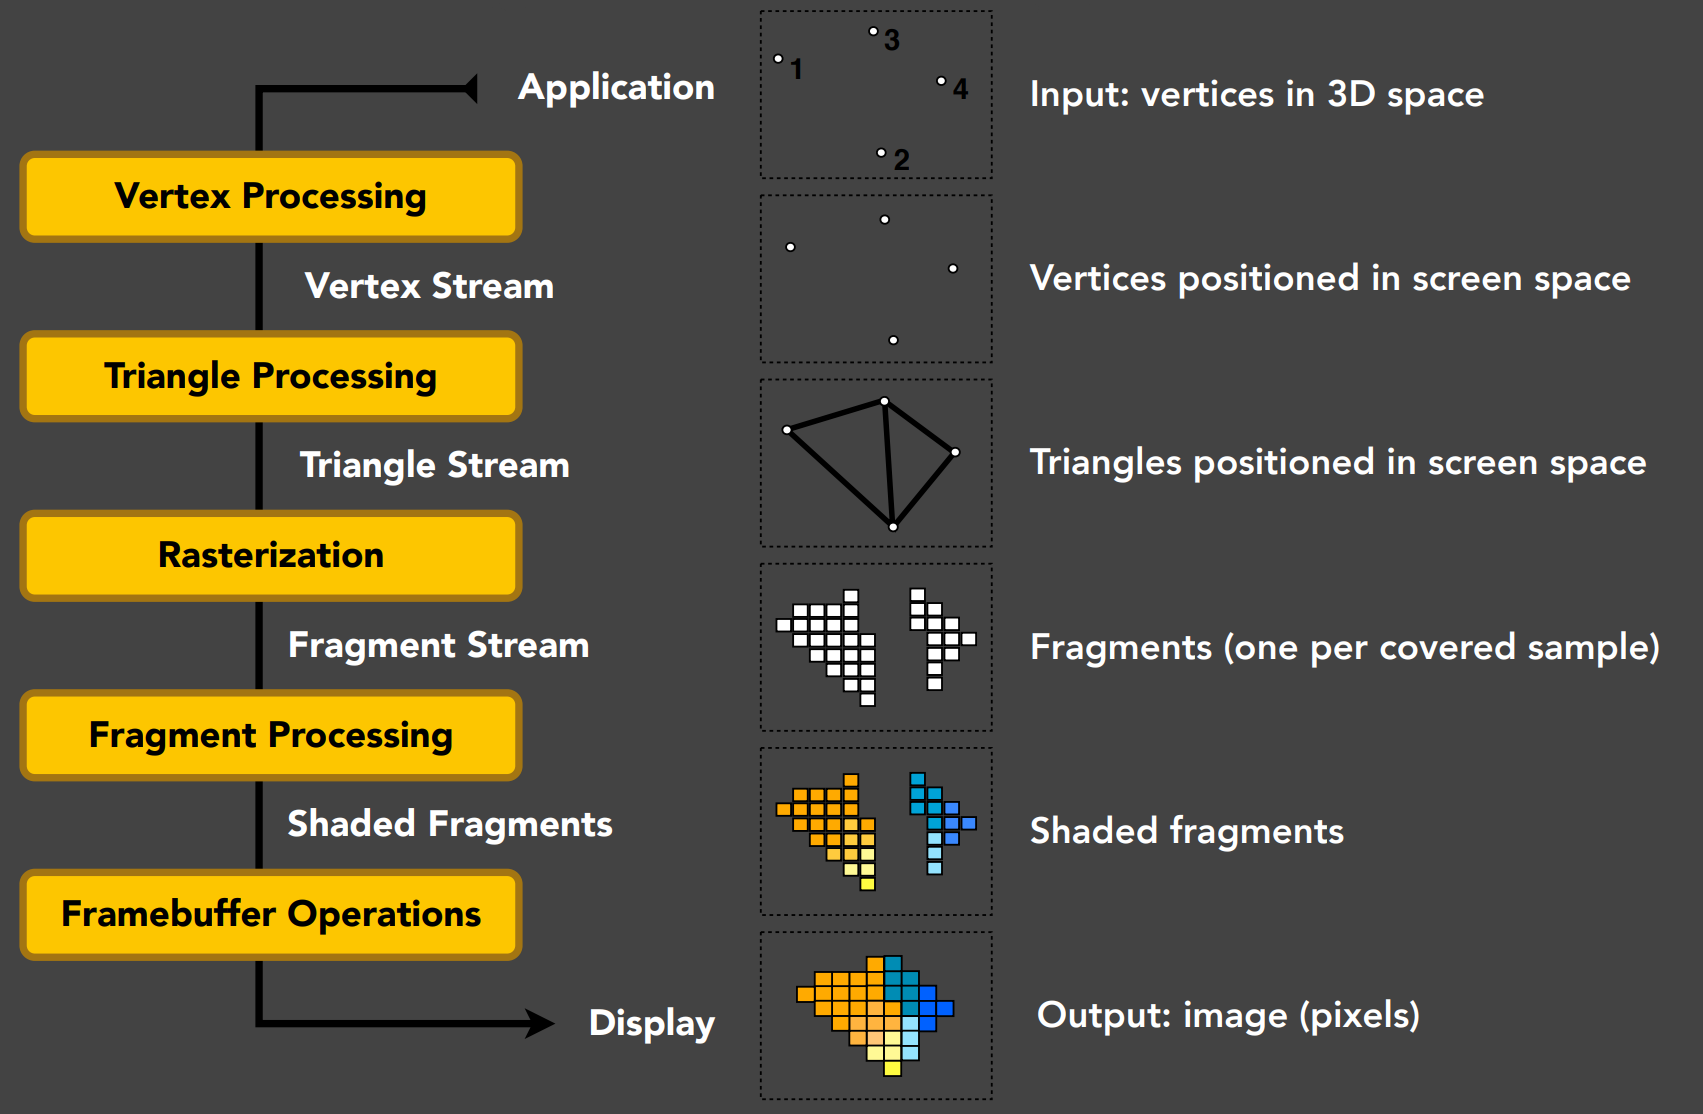 Application
3
1
4
2
Input: vertices in 3D space
Vertex Processing
Vertex Stream
Vertices positioned in screen space
Triangle Processing
Triangle Stream
Triangles positioned in screen space
Rasterization
Fragment Stream
Fragments (one per covered sample)
Fragment Processing
Shaded Fragments
Shaded fragments
Framebuffer Operations
Display
Output: image (pixels)